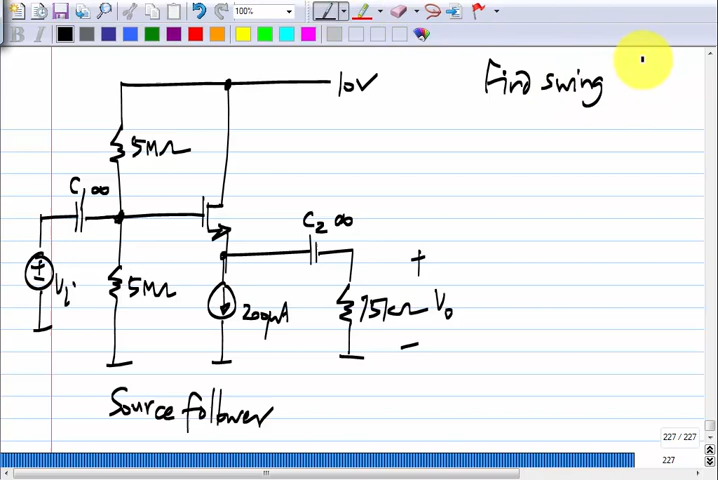 100%
10V
Find swing
5MΩ
C₁ ∞
C₂ ∞
+
Vi
5MΩ
200μA
75kΩ
Vo
−
Source follower
227 / 227
227